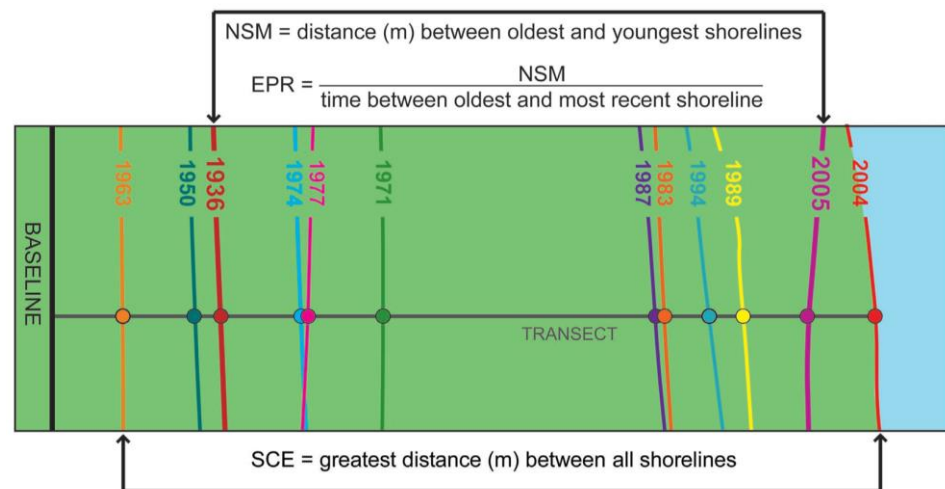 NSM = distance (m) between oldest and youngest shorelines
EPR = NSM
time between oldest and most recent shoreline
BASELINE
1963
1950
1936
1974
1977
1971
1987
1983
1994
1989
2005
2004
TRANSECT
SCE = greatest distance (m) between all shorelines